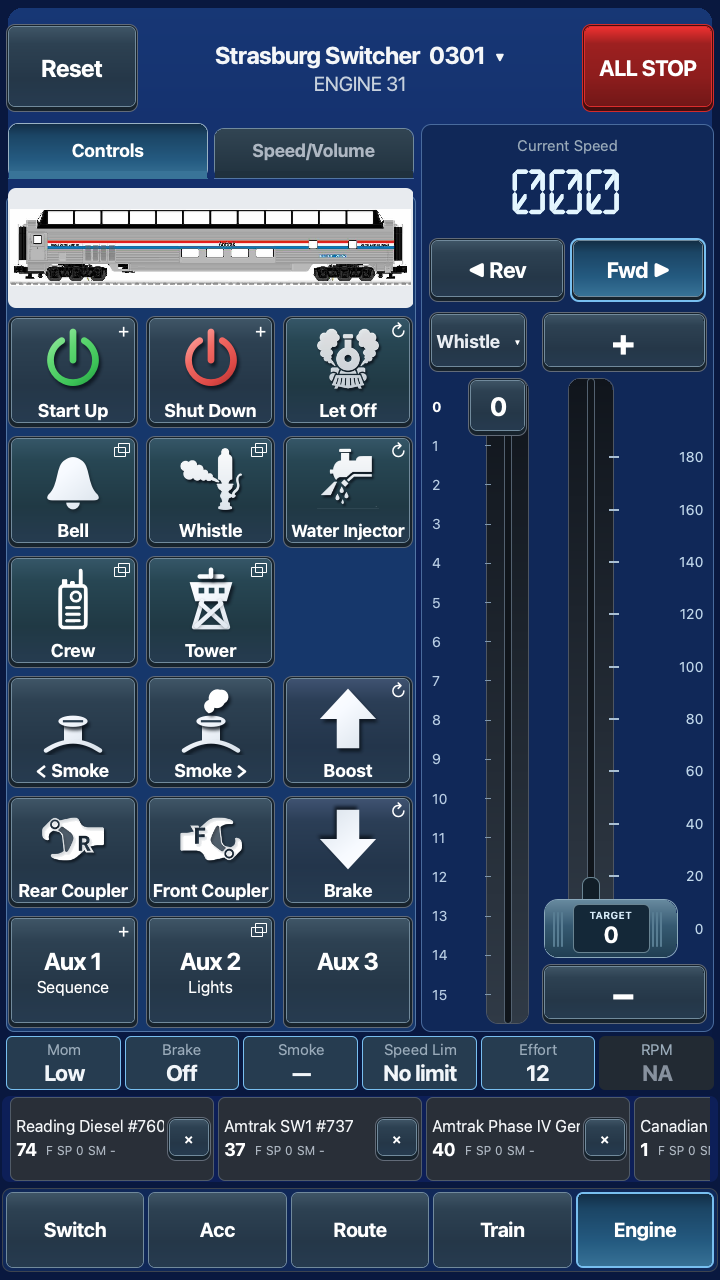 Reset
Strasburg Switcher 0301 ▼
ENGINE 31
ALL STOP
Controls
Speed/Volume
Current Speed
000
◀ Rev
Fwd ▶
Start Up
Shut Down
Let Off
Whistle
+
Bell
Whistle
Water Injector
Crew
Tower
< Smoke
Smoke >
Boost
R
F
Rear Coupler
Front Coupler
Brake
Aux 1
Sequence
Aux 2
Lights
Aux 3
0
0
1
2
3
4
5
6
7
8
9
10
11
12
13
14
15
180
160
140
120
100
80
60
40
20
0
TARGET
0
–
Mom
Low
Brake
Off
Smoke
—
Speed Lim
No limit
Effort
12
RPM
NA
Reading Diesel #760
74 F SP 0 SM -
×
Amtrak SW1 #737
37 F SP 0 SM -
×
Amtrak Phase IV Ger
40 F SP 0 SM -
×
Canadian
1 F SP 0 S
Switch
Acc
Route
Train
Engine